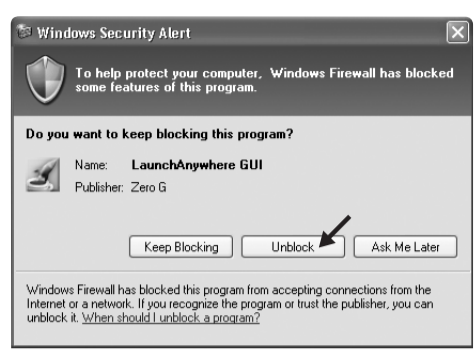 Windows Security Alert
To help protect your computer, Windows Firewall has blocked
some features of this program.
Do you want to keep blocking this program?
Name: LaunchAnywhere GUI
Publisher: Zero G
Keep Blocking Unblock Ask Me Later
Windows Firewall has blocked this program from accepting connections from the
Internet or a network. If you recognize the program or trust the publisher, you can
unblock it. When should I unblock a program?